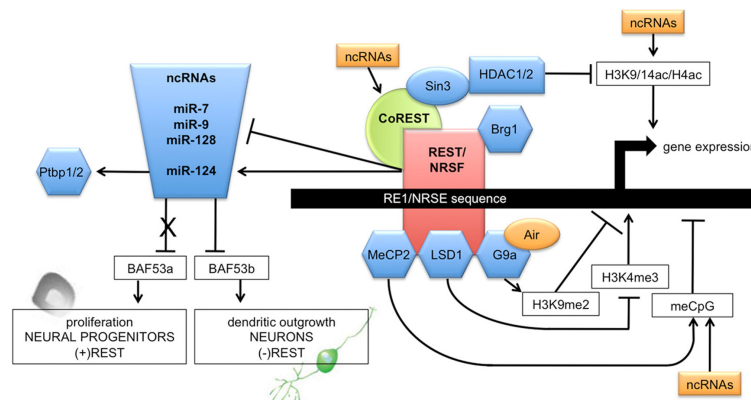 ncRNAs
ncRNAs
ncRNAs
miR-7
miR-9
miR-128
miR-124
Sin3
HDAC1/2
H3K9/14ac/H4ac
CoREST
Brg1
REST/
NRSF
gene expression
Ptbp1/2
RE1/NRSE sequence
Air
MeCP2
LSD1
G9a
BAF53a
BAF53b
H3K4me3
H3K9me2
meCpG
proliferation
NEURAL PROGENITORS
(+)REST
dendritic outgrowth
NEURONS
(-)REST
ncRNAs
X